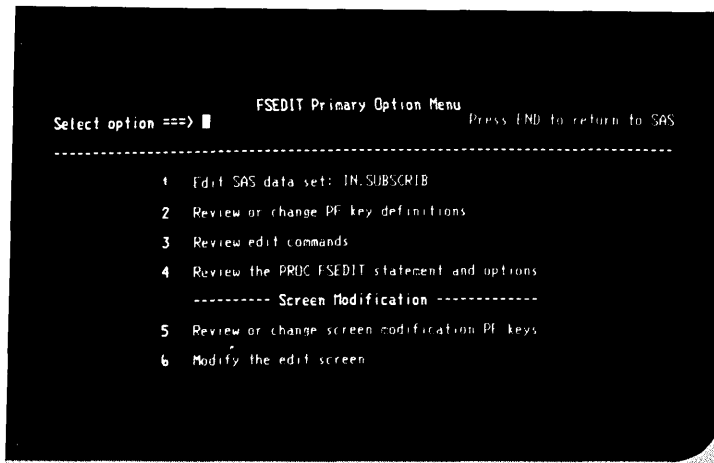 FSEDIT Primary Option Menu
Select option ===> Press END to return to SAS
--------------------------------------------------------------------------------
1 Edit SAS data set: IN.SUBSCRIB
2 Review or change PF key definitions
3 Review edit commands
4 Review the PROC FSEDIT statement and options
---------- Screen Modification -------------
5 Review or change screen modification PF keys
6 Modify the edit screen